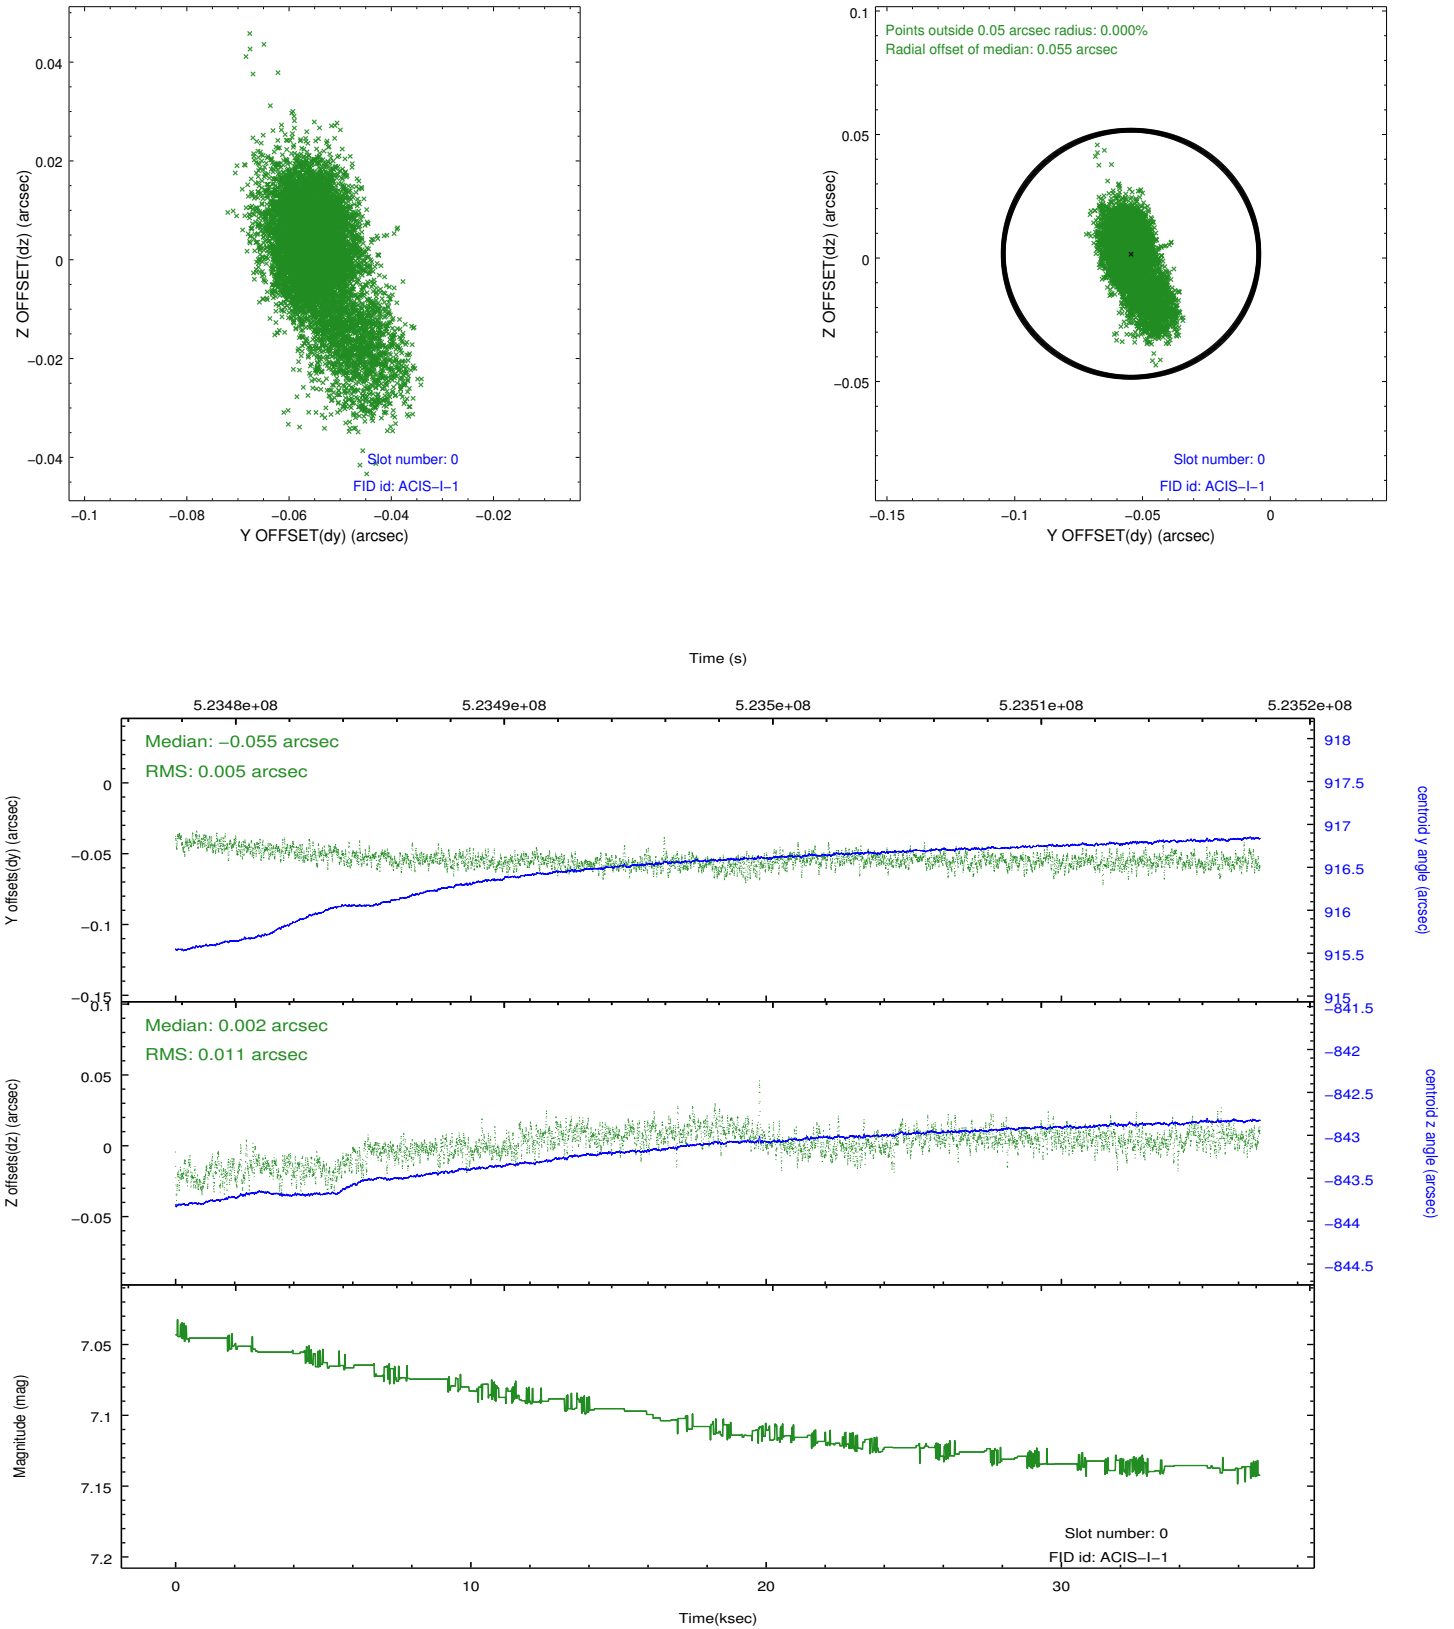 0.04
0.02
0
−0.02
−0.04
Z OFFSET(dz) (arcsec)
Slot number: 0
FID id: ACIS−I−1
−0.1
−0.08
−0.06
−0.04
−0.02
Y OFFSET(dy) (arcsec)
0.1
0.05
0
−0.05
Z OFFSET(dz) (arcsec)
Points outside 0.05 arcsec radius: 0.000%
Radial offset of median: 0.055 arcsec
Slot number: 0
FID id: ACIS−I−1
−0.15
−0.1
−0.05
0
Y OFFSET(dy) (arcsec)
Time (s)
5.2348e+08
5.2349e+08
5.235e+08
5.2351e+08
5.2352e+08
Median: −0.055 arcsec
RMS: 0.005 arcsec
0
−0.05
−0.1
−0.15
Y offsets(dy) (arcsec)
918
917.5
917
916.5
916
915.5
915
centroid y angle (arcsec)
Median: 0.002 arcsec
RMS: 0.011 arcsec
0.1
0.05
0
−0.05
Z offsets(dz) (arcsec)
−841.5
−842
−842.5
−843
−843.5
−844
−844.5
centroid z angle (arcsec)
7.05
7.1
7.15
7.2
Magnitude (mag)
Slot number: 0
FID id: ACIS−I−1
0
10
20
30
Time(ksec)